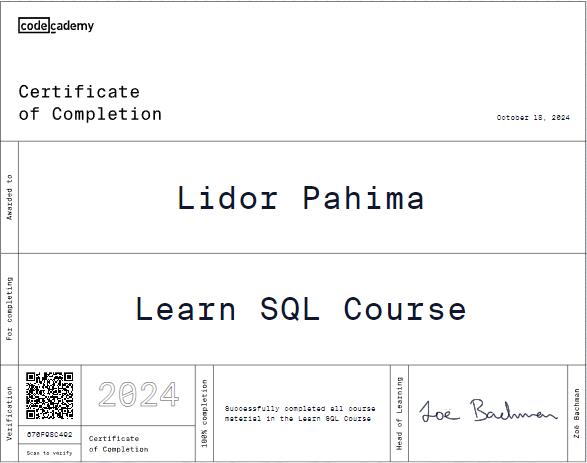 codecademy
Certificate
of Completion
October 18, 2024
Awarded to
Lidor Pahima
For completing
Learn SQL Course
Verification
Scan to verify
2024
Certificate
of Completion
100% completion
Successfully completed all course
material in the Learn SQL Course
Head of Learning
Zoe Bachman
Zoë Bachman